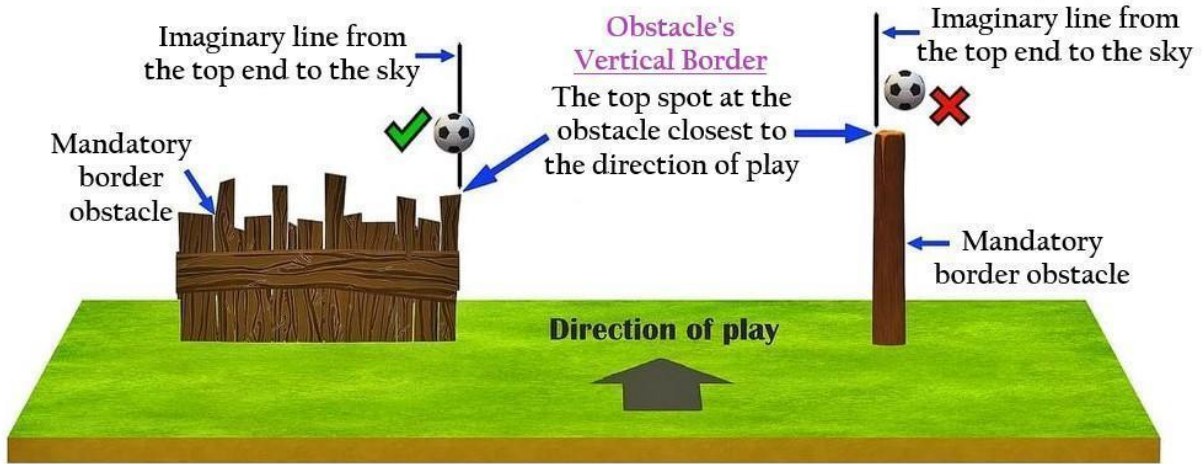 Imaginary line from
the top end to the sky
Obstacle's
Vertical Border
The top spot at the
obstacle closest to
the direction of play
Imaginary line from
the top end to the sky
Mandatory
border
obstacle
Mandatory
border obstacle
Direction of play